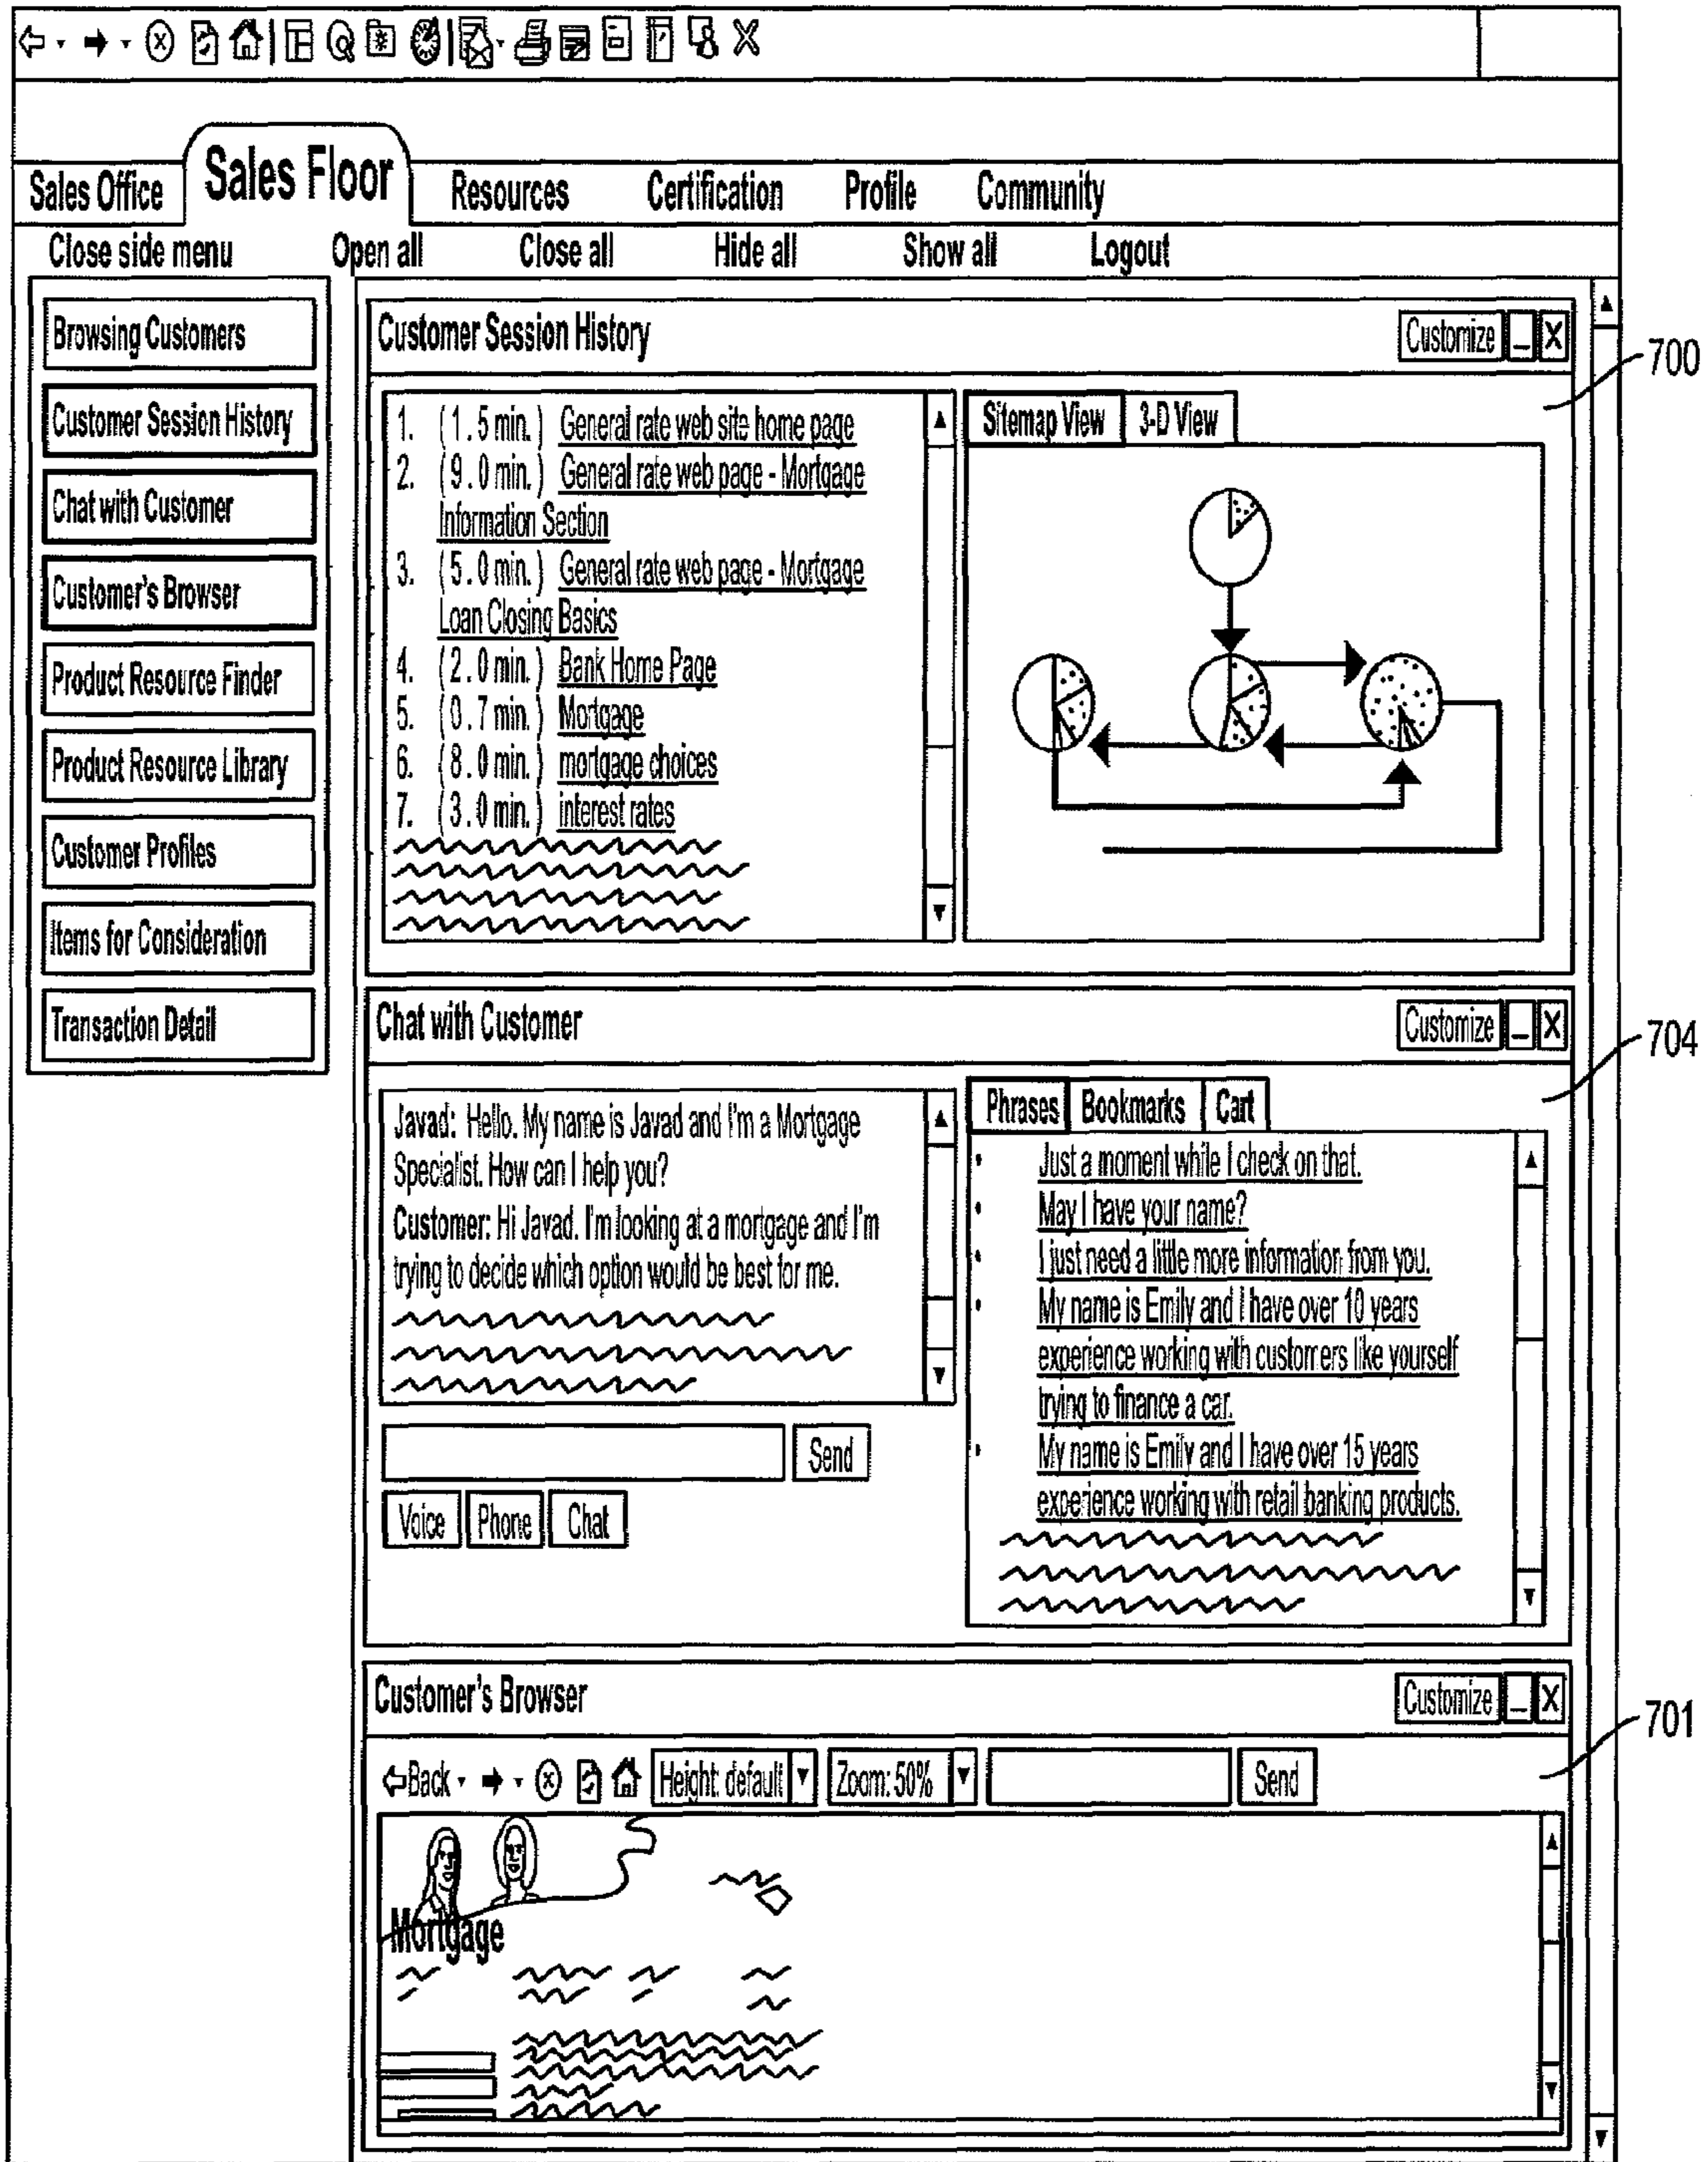 Sales Office
Sales Floor
Resources
Certification
Profile
Community
Close side menu
Open all
Close all
Hide all
Show all
Logout
Browsing Customers
Customer Session History
Chat with Customer
Customer's Browser
Product Resource Finder
Product Resource Library
Customer Profiles
Items for Consideration
Transaction Detail
Customer Session History
Customize
_
X
700
1. (1.5 min.) General rate web site home page
2. (9.0 min.) General rate web page - Mortgage
Information Section
3. (5.0 min.) General rate web page - Mortgage
Loan Closing Basics
4. (2.0 min.) Bank Home Page
5. (0.7 min.) Mortgage
6. (8.0 min.) mortgage choices
7. (3.0 min.) interest rates
Sitemap View
3-D View
Chat with Customer
Customize
_
X
704
Javad: Hello. My name is Javad and I'm a Mortgage
Specialist. How can I help you?
Customer: Hi Javad. I'm looking at a mortgage and I'm
trying to decide which option would be best for me.
Send
Voice
Phone
Chat
Phrases
Bookmarks
Cart
• Just a moment while I check on that.
• May I have your name?
• I just need a little more information from you.
• My name is Emily and I have over 10 years
experience working with customers like yourself
trying to finance a car.
• My name is Emily and I have over 15 years
experience working with retail banking products.
Customer's Browser
Customize
_
X
701
Back
Height: default
Zoom: 50%
Send
Mortgage